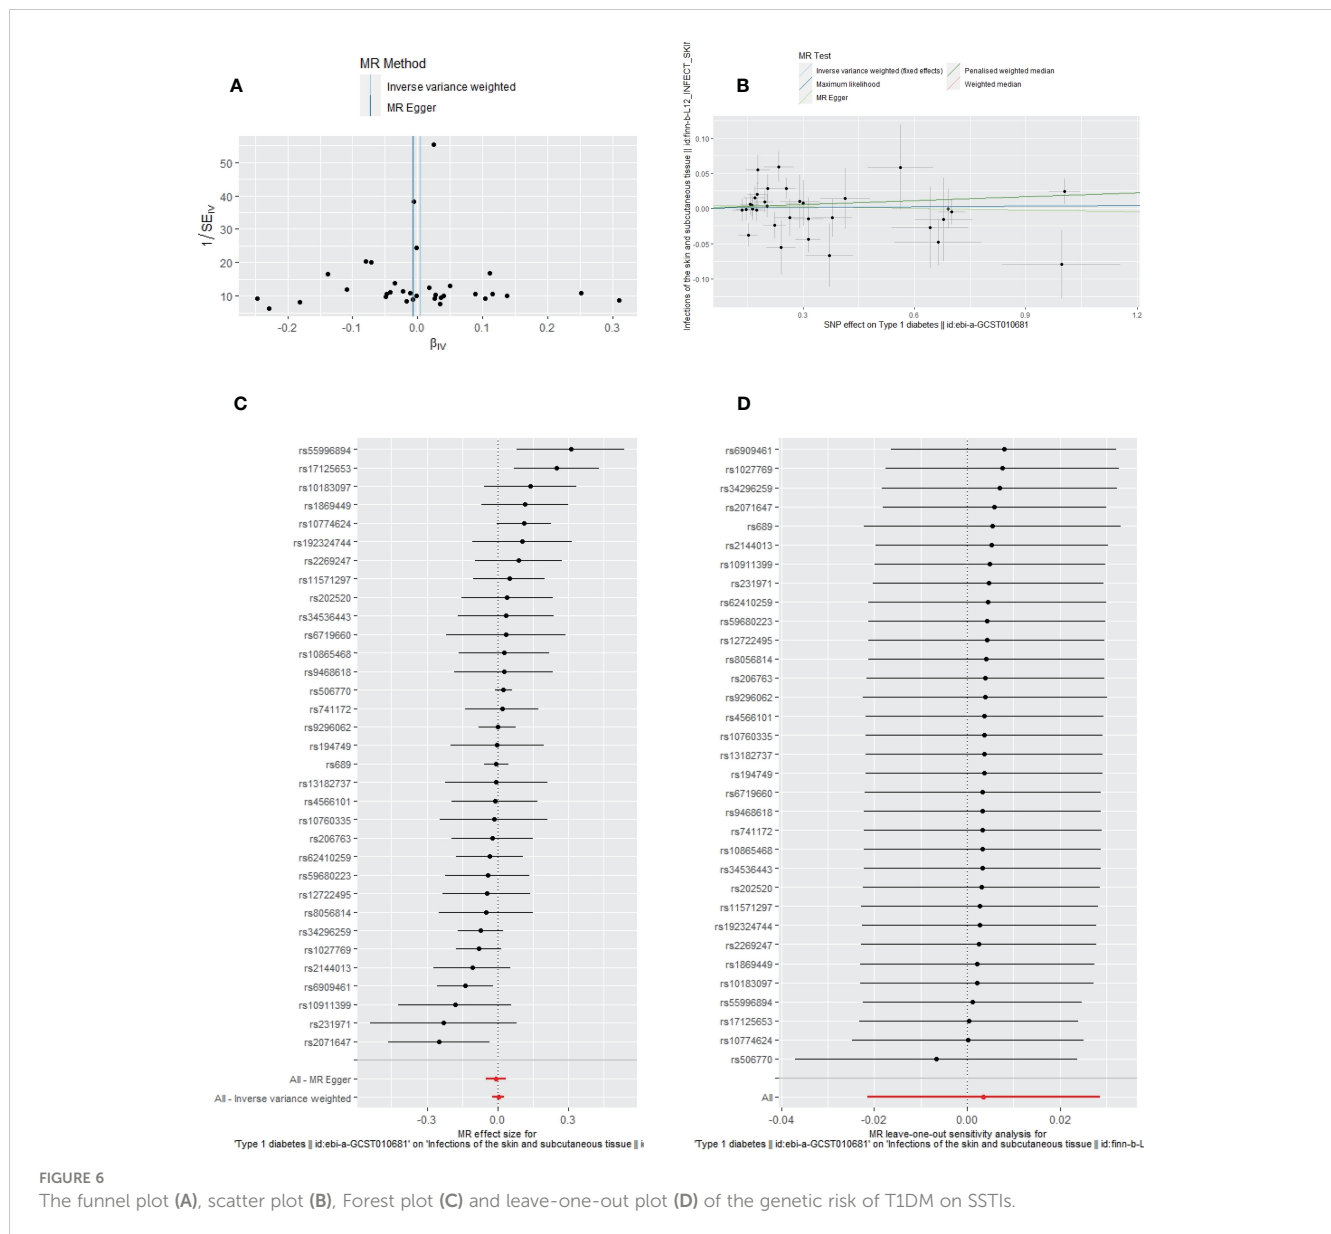 A
MR Method
Inverse variance weighted
MR Egger
50
40
30
20
10
1/SE_IV
-0.2
-0.1
0.0
0.1
0.2
0.3
β_IV
B
MR Test
Inverse variance weighted (fixed effects)
Penalised weighted median
Maximum likelihood
Weighted median
MR Egger
Infections of the skin and subcutaneous tissue || id:finn-b-L12_INFECT_SKI
0.10
0.05
0.00
-0.05
-0.10
0.3
0.6
0.9
1.2
SNP effect on Type 1 diabetes || id:ebi-a-GCST010681
C
rs55996894
rs17125653
rs10183097
rs1869449
rs10774624
rs192324744
rs2269247
rs11571297
rs202520
rs34536443
rs6719660
rs10865468
rs9468618
rs506770
rs741172
rs9296062
rs194749
rs689
rs13182737
rs4566101
rs10760335
rs206763
rs62410259
rs59680223
rs12722495
rs8056814
rs34296259
rs1027769
rs2144013
rs6909461
rs10911399
rs231971
rs2071647
All - MR Egger
All - Inverse variance weighted
-0.3
0.0
0.3
MR effect size for
'Type 1 diabetes || id:ebi-a-GCST010681' on 'Infections of the skin and subcutaneous tissue || i
D
rs6909461
rs1027769
rs34296259
rs2071647
rs689
rs2144013
rs10911399
rs231971
rs62410259
rs59680223
rs12722495
rs8056814
rs206763
rs9296062
rs4566101
rs10760335
rs13182737
rs194749
rs6719660
rs9468618
rs741172
rs10865468
rs34536443
rs202520
rs11571297
rs192324744
rs2269247
rs1869449
rs10183097
rs55996894
rs17125653
rs10774624
rs506770
All
-0.04
-0.02
0.00
0.02
MR leave-one-out sensitivity analysis for
'Type 1 diabetes || id:ebi-a-GCST010681' on 'Infections of the skin and subcutaneous tissue || id:finn-b-L
FIGURE 6
The funnel plot (A), scatter plot (B), Forest plot (C) and leave-one-out plot (D) of the genetic risk of T1DM on SSTIs.